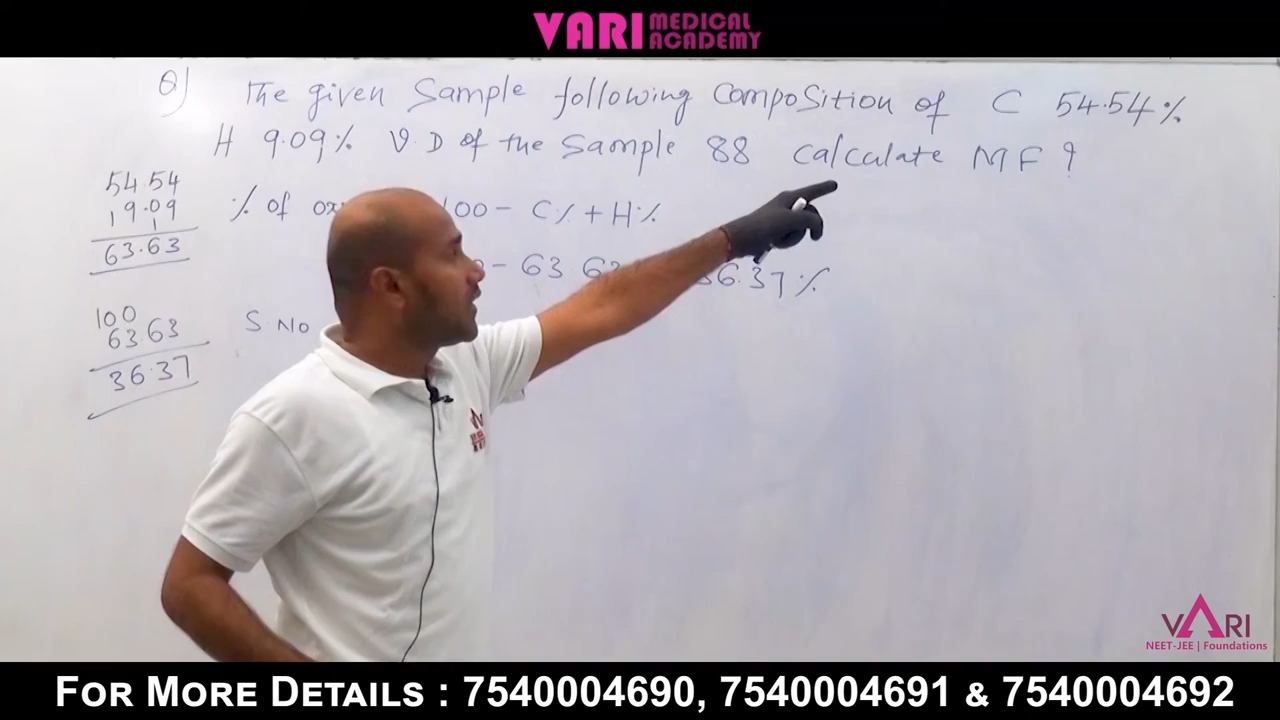 VARI MEDICAL ACADEMY
Q) The given Sample following Composition of C 54.54%
H 9.09% V.D of the Sample 88 calculate MF ?
54.54
19.09
1
63.63
% of 100 - C% + H%
- 63 36.37%
100
63.63
36.37
S No
VARI
NEET-JEE | Foundations
FOR MORE DETAILS : 7540004690, 7540004691 & 7540004692